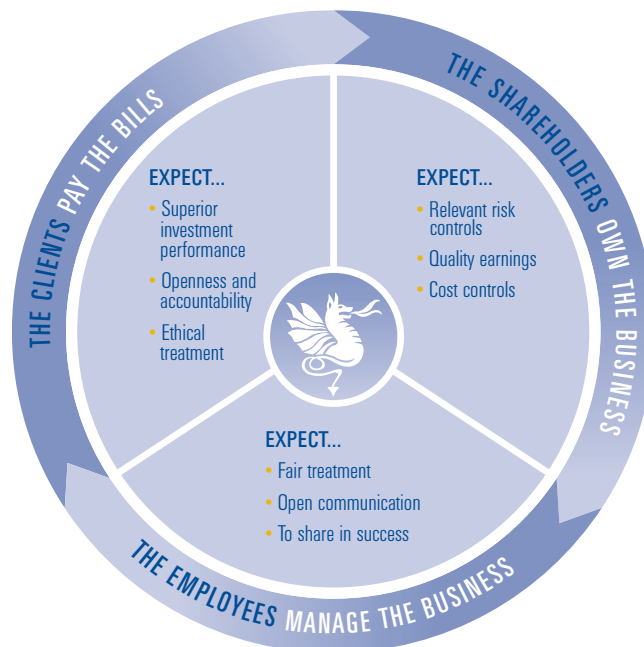 THE CLIENTS PAY THE BILLS
EXPECT...
• Superior
investment
performance
• Openness and
accountability
• Ethical
treatment
THE SHAREHOLDERS OWN THE BUSINESS
EXPECT...
• Relevant risk
controls
• Quality earnings
• Cost controls
EXPECT...
• Fair treatment
• Open communication
• To share in success
THE EMPLOYEES MANAGE THE BUSINESS